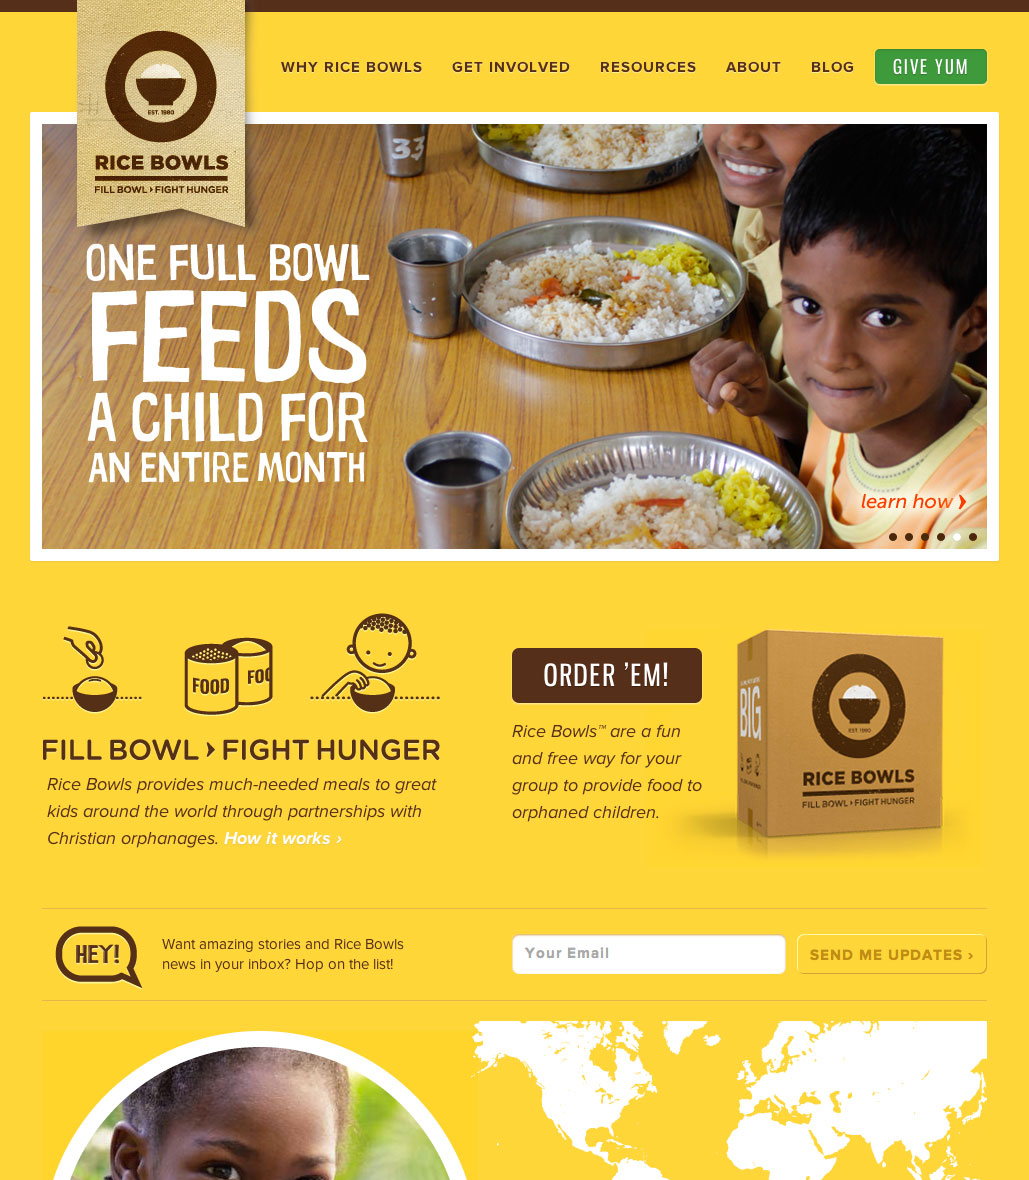 EST. 1980
RICE BOWLS
FILL BOWL › FIGHT HUNGER
WHY RICE BOWLS
GET INVOLVED
RESOURCES
ABOUT
BLOG
GIVE YUM
33
ONE FULL BOWL
FEEDS
A CHILD FOR
AN ENTIRE MONTH
learn how ›
FOOD
FOO
FILL BOWL › FIGHT HUNGER
Rice Bowls provides much-needed meals to great
kids around the world through partnerships with
Christian orphanages. How it works ›
ORDER ’EM!
Rice Bowls™ are a fun
and free way for your
group to provide food to
orphaned children.
BIG
EST. 1980
RICE BOWLS
FILL BOWL › FIGHT HUNGER
HEY!
Want amazing stories and Rice Bowls
news in your inbox? Hop on the list!
Your Email
SEND ME UPDATES ›